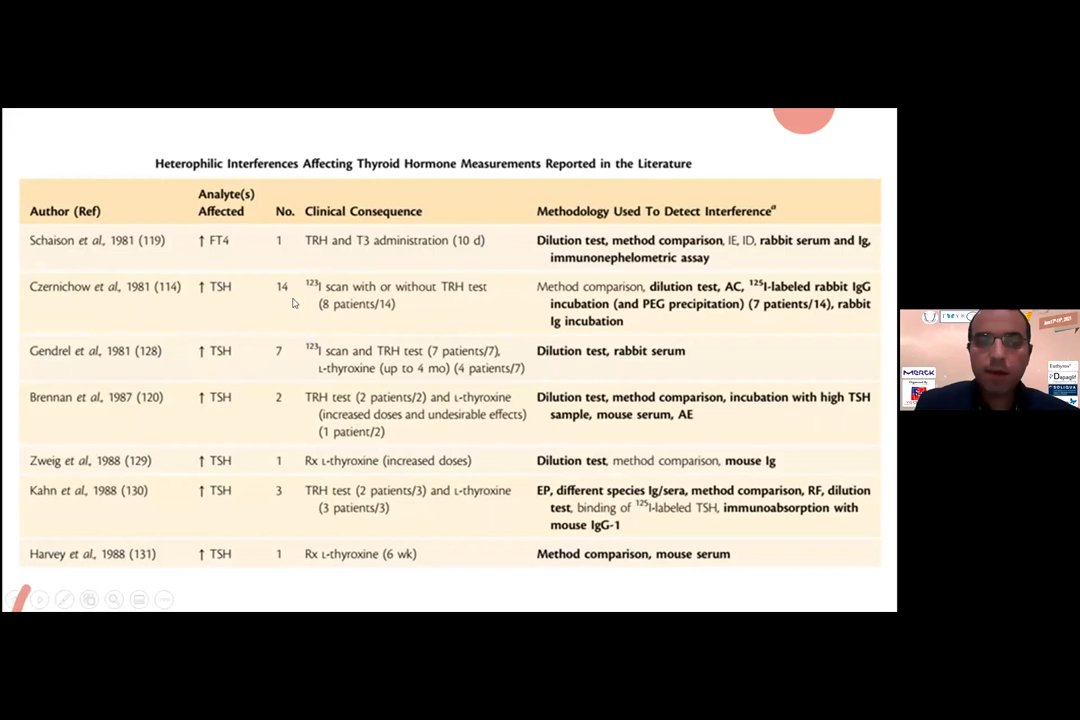 Heterophilic Interferences Affecting Thyroid Hormone Measurements Reported in the Literature
Analyte(s)
Author (Ref) Affected No. Clinical Consequence Methodology Used To Detect Interferenceᵃ
Schaison et al, 1981 (119) ↑ FT4 1 TRH and T3 administration (10 d) Dilution test, method comparison, IE, ID, rabbit serum and Ig,
immunonephelometric assay
Czernichow et al, 1981 (114) ↑ TSH 14 ¹²³I scan with or without TRH test Method comparison, dilution test, AC, ¹²⁵I-labeled rabbit IgG
(8 patients/14) incubation (and PEG precipitation) (7 patients/14), rabbit
Ig incubation
Gendrel et al, 1981 (128) ↑ TSH 7 ¹²³I scan and TRH test (7 patients/7), Dilution test, rabbit serum
L-thyroxine (up to 4 mo) (4 patients/7)
Brennan et al, 1987 (120) ↑ TSH 2 TRH test (2 patients/2) and L-thyroxine Dilution test, method comparison, incubation with high TSH
(increased doses and undesirable effects) sample, mouse serum, AE
(1 patient/2)
Zweig et al, 1988 (129) ↑ TSH 1 Rx L-thyroxine (increased doses) Dilution test, method comparison, mouse Ig
Kahn et al, 1988 (130) ↑ TSH 3 TRH test (2 patients/3) and L-thyroxine EP, different species Ig/sera, method comparison, RF, dilution
(3 patients/3) test, binding of ¹²⁵I-labeled TSH, immunoabsorption with
mouse IgG-1
Harvey et al, 1988 (131) ↑ TSH 1 Rx L-thyroxine (6 wk) Method comparison, mouse serum
MERCK
SOLIQUA